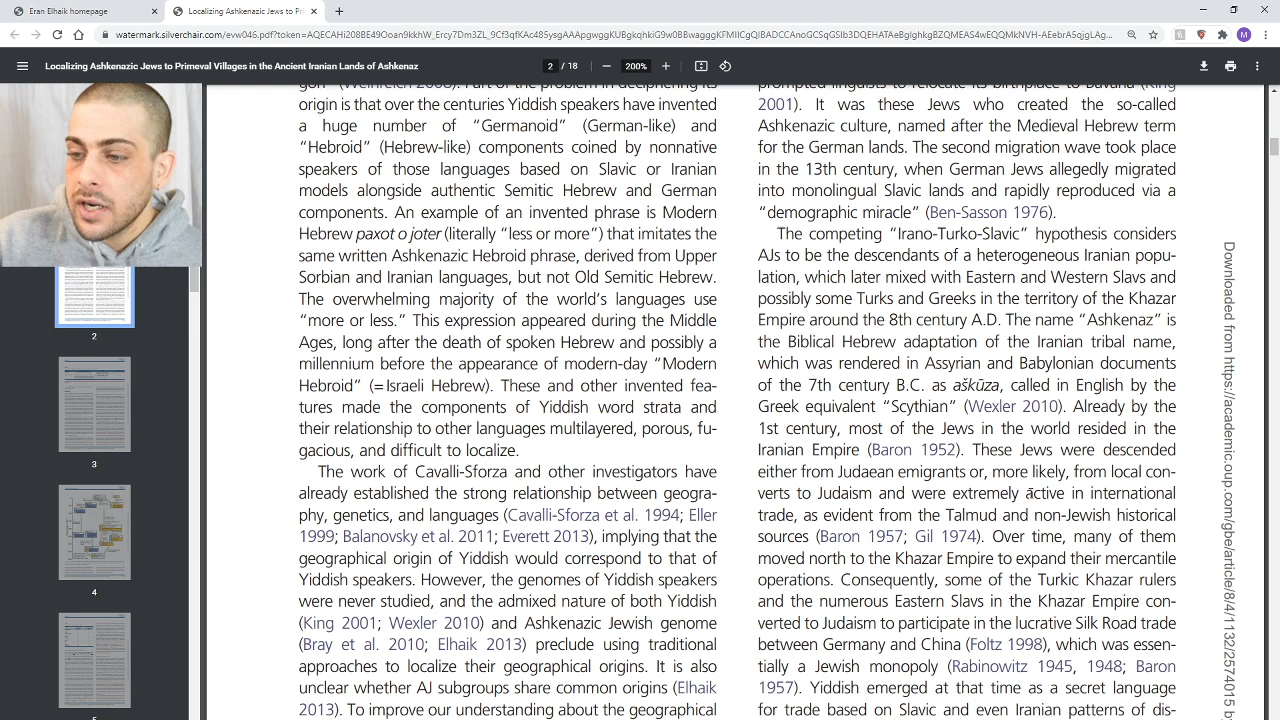 Eran Elhaik homepage
Localizing Ashkenazic Jews to Pr
watermark.silverchair.com/evw046.pdf?token=
Localizing Ashkenazic Jews to Primeval Villages in the Ancient Iranian Lands of Ashkenaz
2 / 18
200%
M
2
3
4
origin is that over the centuries Yiddish speakers have invented
a huge number of "Germanoid" (German-like) and
"Hebroid" (Hebrew-like) components coined by nonnative
speakers of those languages based on Slavic or Iranian
models alongside authentic Semitic Hebrew and German
components. An example of an invented phrase is Modern
Hebrew paxot o joter (literally "less or more") that imitates the
same written Ashkenazic Hebroid phrase, derived from Upper
Sorbian and Iranian languages but not Old Semitic Hebrew.
The overwhelming majority of the world's languages use
"more or less." This expression appeared during the Middle
Ages, long after the death of spoken Hebrew and possibly a
millennium before the appearance of modern day "Modern
Hebroid" (=Israeli Hebrew). These and other invented fea-
tures make the components of Yiddish lexical strata and
their relationship other languages multilayered, porous, fu-
gacious, and difficult to localize.
The work of Cavalli-Sforza and other investigators have
already established the strong relationship between geogra-
phy, genetics, and languages (Cavalli-Sforza et al. 1994; Eller
1999; Balanovsky et al. 2011; Everett 2013), implying that the
geographical origin of Yiddish would correspond to that of
Yiddish speakers. However, the genomes of Yiddish speakers
were never studied, and the admixed nature of both Yiddish
(King 2001; Wexler 2010) and the Ashkenazic Jewish genome
approaches to localize their geographical origins. It is also
2013). To improve our understanding about the geographical
prompted linguists to relocate its birthplace to Bavaria (King
2001). It was these Jews who created the so-called
Ashkenazic culture, named after the Medieval Hebrew term
for the German lands. The second migration wave took place
in the 13th century, when German Jews allegedly migrated
into monolingual Slavic lands and rapidly reproduced via a
"demographic miracle" (Ben-Sasson 1976).
The competing "Irano-Turko-Slavic" hypothesis considers
AJs to be the descendants of a heterogeneous Iranian popu-
lation, which later mixed with Eastern and Western Slavs and
possibly some Turks and Greeks in the territory of the Khazar
Empire around the 8th century A.D. The name "Ashkenaz" is
the Biblical Hebrew adaptation of the Iranian tribal name,
which was rendered in Assyrian and Babylonian documents
of the 7th century B.C. as aškuza, called in English by the
Greek equivalent "Scythian" (Wexler 2010). Already by the
1st century, most of the Jews in the world resided in the
Iranian Empire (Baron 1952). These Jews were descended
either from Judaean emigrants or, more likely, from local con-
verts to Judaism and were extremely active in international
trade, as evident from the Talmud and non-Jewish historical
sources (Baron 1957; Gil 1974). Over time, many of them
moved north to the Khazar Empire to expand their mercantile
operations. Consequently, some of the Turkic Khazar rulers
and the numerous Eastern Slavs in the Khazar Empire con-
verted to Judaism to participate in the lucrative Silk Road trade
between Germany and China (Foltz 1998), which was essen-
tially a Jewish monopoly (Rabinowitz 1945, 1948; Baron
1957). Yiddish emerged at that time as a secret language
for trade based on Slavic and even Iranian patterns of dis-
Downloaded from https://academic.oup.com/gbe/article/8/4/1132/2574015 by